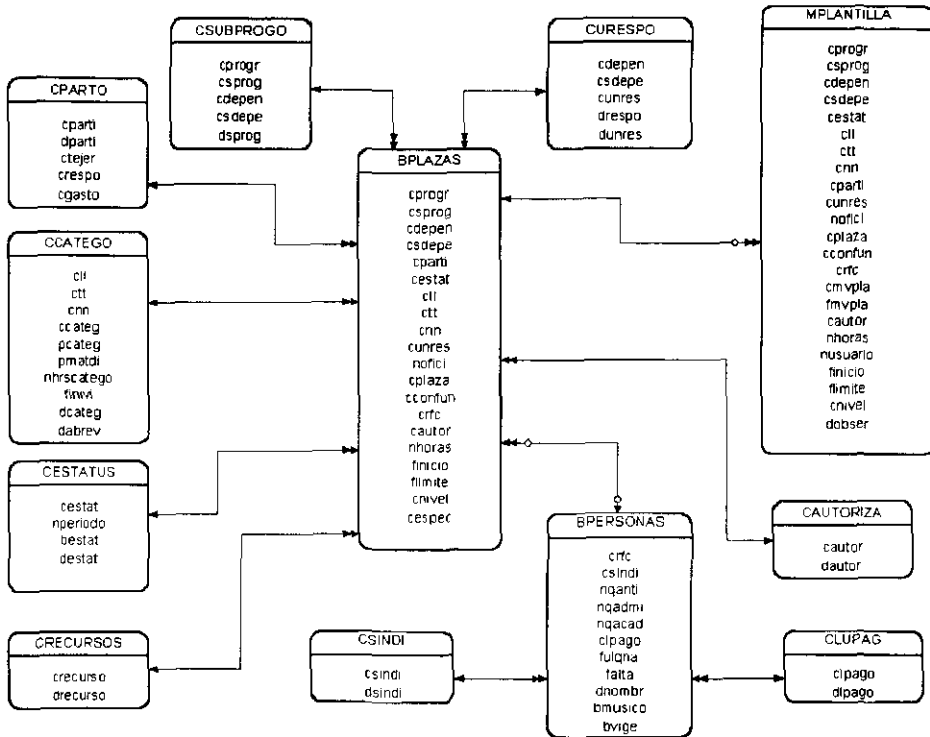 CSUBPROGO
cprogr
csprog
cdepen
csdepe
dsprog
CURESPO
cdepen
csdepe
cunres
drespo
dunres
MPLANTILLA
cprogr
csprog
cdepen
csdepe
cestat
cll
ctt
cnn
cparti
cunres
nofici
cplaza
cconfun
crfc
cmvpla
fmvpla
cautor
nhoras
nusuario
finicio
flimite
cnivel
dobser
CPARTO
cparti
dparti
ctejer
crespo
cgasto
BPLAZAS
cprogr
csprog
cdepen
csdepe
cparti
cestat
cll
ctt
cnn
cunres
nofici
cplaza
cconfun
crfc
cautor
nhoras
finicio
flimite
cnivel
cespec
CCATEGO
cll
ctt
cnn
ccateg
pcateg
pmatdi
nhrscatego
dcateg
dabrev
CESTATUS
cestat
nperiodo
bestat
destat
CRECURSOS
crecurso
drecurso
BPERSONAS
crfc
csindi
nqanti
nqadmi
nqacad
clpago
fulqna
falta
dnombr
bmusico
bvige
CAUTORIZA
cautor
dautor
CSINDI
csindi
dsindi
CLUPAG
clpago
dlpago